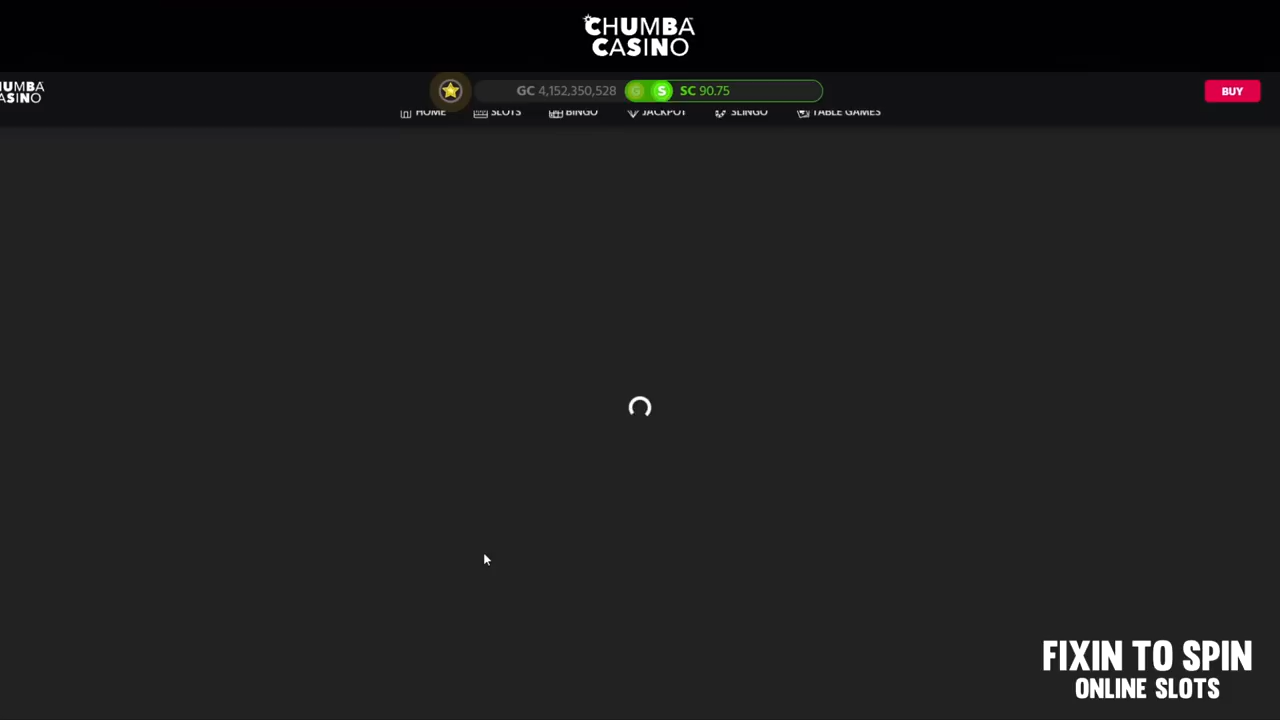 CHUMBA
CASINO
GC 4,152,350,528 G S SC 90.75
BUY
HUMBA
ASINO
HOME SLOTS BINGO JACKPOT SLINGO TABLE GAMES
FIXIN TO SPIN
ONLINE SLOTS